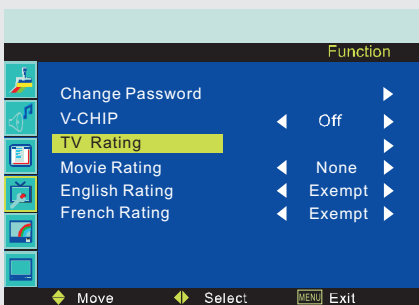 Function
Change Password
V-CHIP Off
TV Rating
Movie Rating None
English Rating Exempt
French Rating Exempt
Move Select MENU Exit